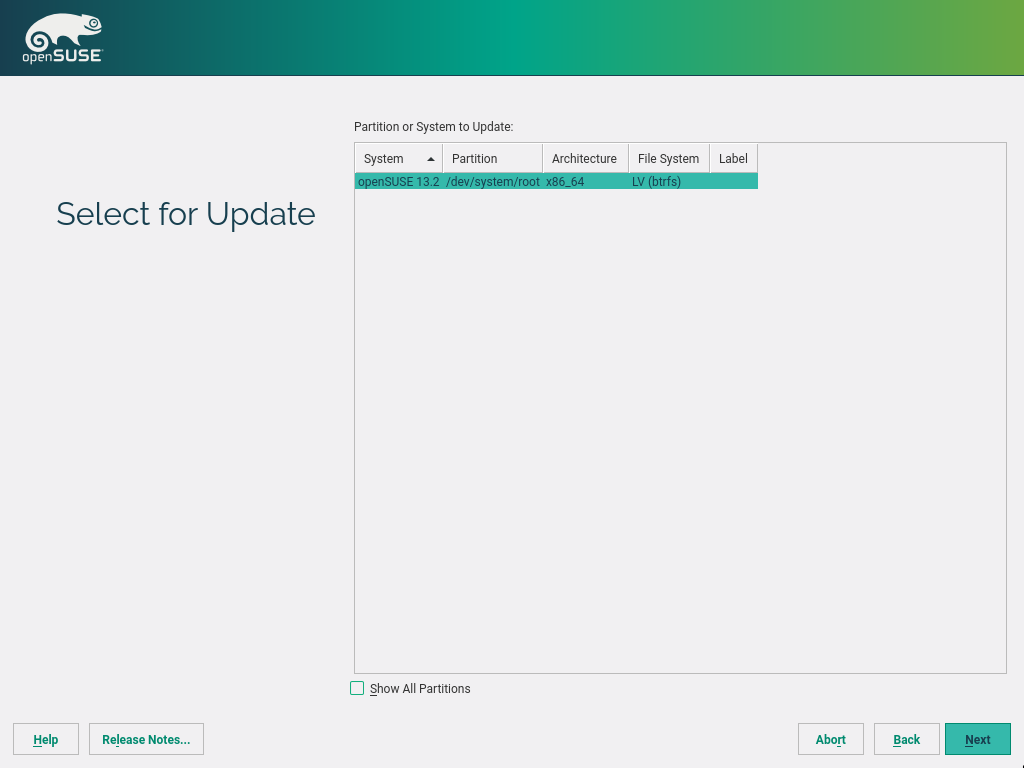 openSUSE
Partition or System to Update:
System Partition Architecture File System Label
openSUSE 13.2 /dev/system/root x86_64 LV (btrfs)
Select for Update
Show All Partitions
Help Release Notes... Abort Back Next